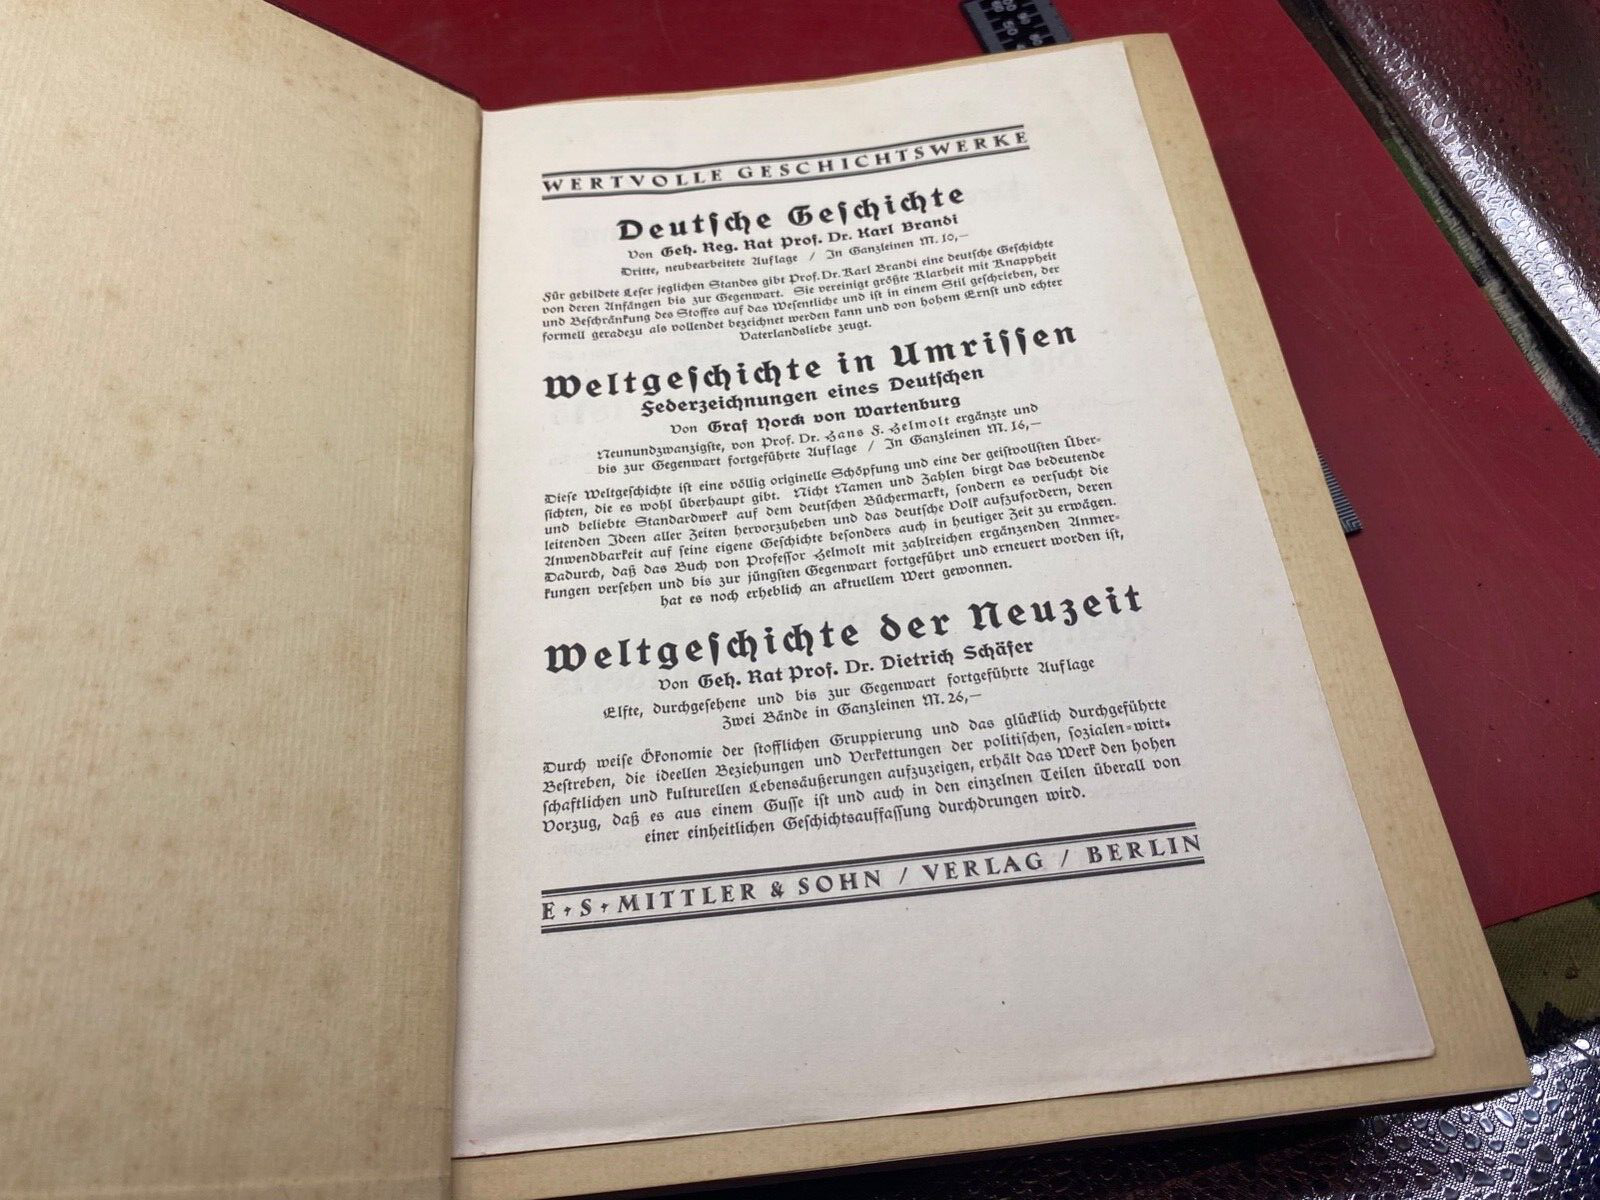 WERTVOLLE GESCHICHTSWERKE
Deutſche Geſchichte
Von Geh. Reg. Rat Prof. Dr. Karl Brandi
Dritte, neubearbeitete Auflage / In Ganzleinen M. 10,—
Für gebildete Leſer jeglichen Standes gibt Prof. Dr. Karl Brandi eine deutſche Geſchichte
von deren Anfängen bis zur Gegenwart. Sie vereinigt größte Klarheit mit Knappheit
und Beſchränkung des Stoffes auf das Weſentliche und iſt in einem Stil geſchrieben, der
formell geradezu als vollendet bezeichnet werden kann und von hohem Ernſt und echter
Vaterlandsliebe zeugt.
Weltgeſchichte in Umriſſen
Federzeichnungen eines Deutſchen
Von Graf Yorck von Wartenburg
Neunundzwanzigſte, von Prof. Dr. Hans F. Helmolt ergänzte und
bis zur Gegenwart fortgeführte Auflage / In Ganzleinen M. 16,—
Dieſe Weltgeſchichte iſt eine völlig originelle Schöpfung und eine der geiſtvollſten Über-
ſichten, die es wohl überhaupt gibt. Nicht Namen und Zahlen birgt das bedeutende
und beliebte Standardwerk auf dem deutſchen Büchermarkt, ſondern es verſucht die
leitenden Ideen aller Zeiten hervorzuheben und das deutſche Volk aufzufordern, deren
Anwendbarkeit auf ſeine eigene Geſchichte beſonders auch in heutiger Zeit zu erwägen.
Dadurch, daß das Buch von Profeſſor Helmolt mit zahlreichen ergänzenden Anmer-
kungen verſehen und bis zur jüngſten Gegenwart fortgeführt und erneuert worden iſt,
hat es noch erheblich an aktuellem Wert gewonnen.
Weltgeſchichte der Neuzeit
Von Geh. Rat Prof. Dr. Dietrich Schäfer
Elfte, durchgeſehene und bis zur Gegenwart fortgeführte Auflage
Zwei Bände in Ganzleinen M. 26,—
Durch weiſe Ökonomie der ſtofflichen Gruppierung und das glücklich durchgeführte
Beſtreben, die ideellen Beziehungen und Verkettungen der politiſchen, ſozialen-wirt-
ſchaftlichen und kulturellen Lebensäußerungen aufzuzeigen, erhält das Werk den hohen
Vorzug, daß es aus einem Guſſe iſt und auch in den einzelnen Teilen überall von
einer einheitlichen Geſchichtsauffaſſung durchdrungen wird.
E + S + MITTLER & SOHN / VERLAG / BERLIN